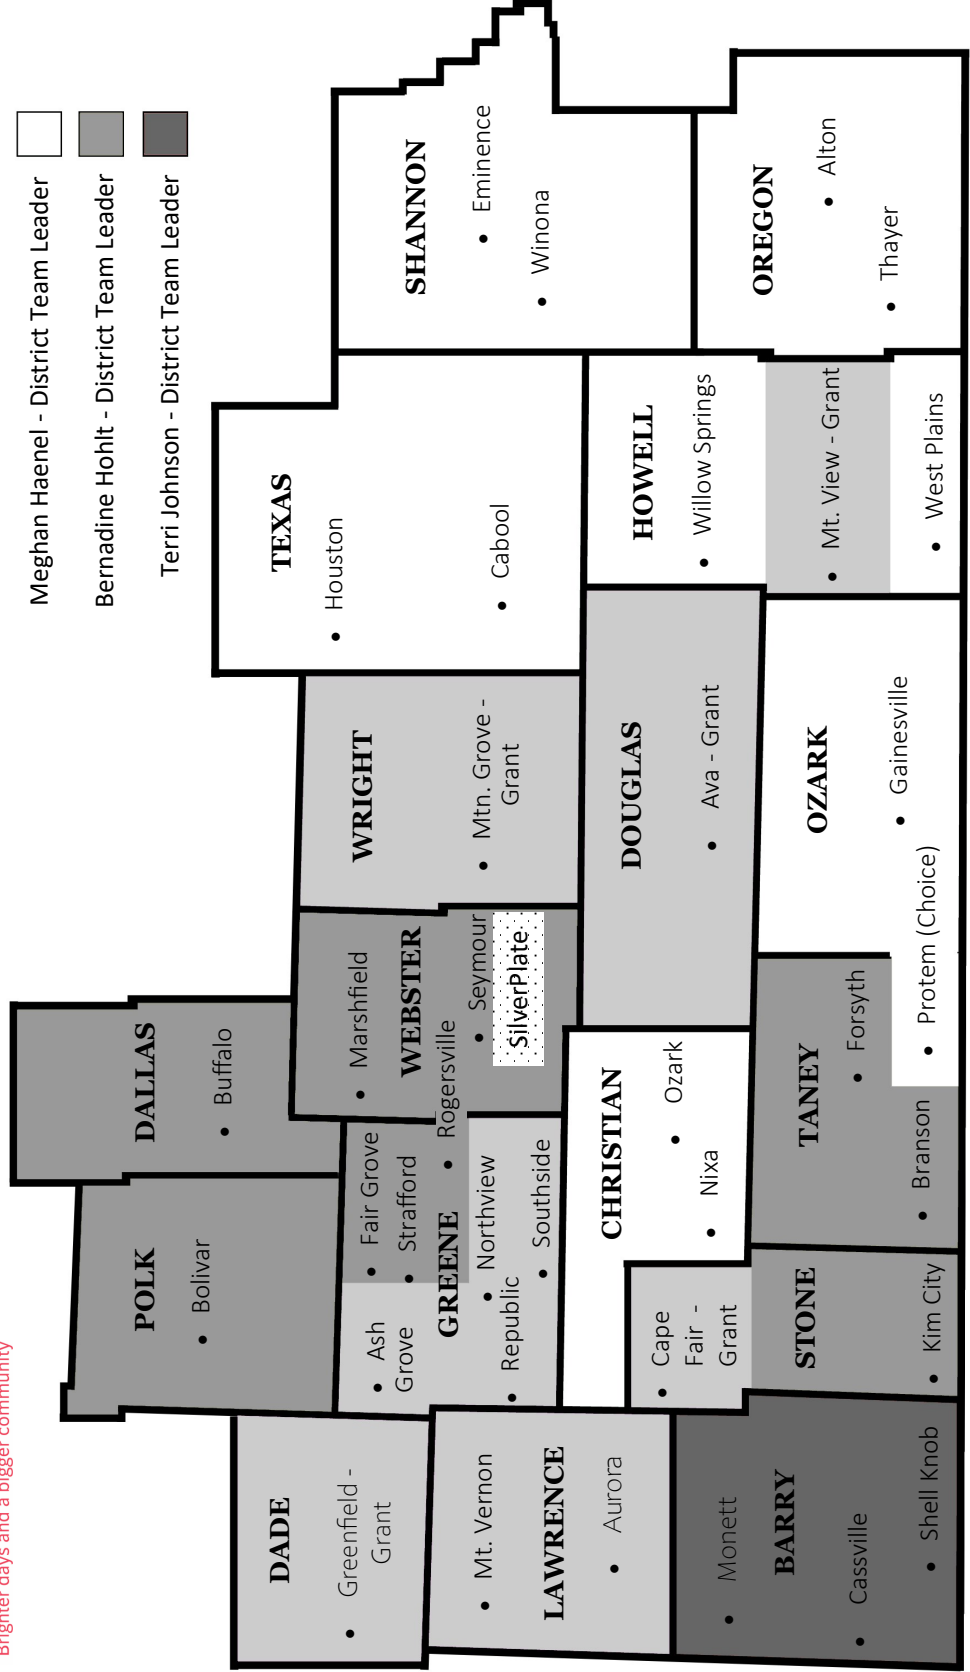 Brighter days and a bigger community
Meghan Haenel - District Team Leader
Bernadine Hohlt - District Team Leader
Terri Johnson - District Team Leader
POLK
Bolivar
DALLAS
Buffalo
DADE
Greenfield -
Grant
GREENE
Ash
Grove
Fair Grove
Strafford
Rogersville
Northview
Republic
Southside
WEBSTER
Marshfield
Seymour
SilverPlate
WRIGHT
Mtn. Grove -
Grant
TEXAS
Houston
Cabool
SHANNON
Eminence
Winona
LAWRENCE
Mt. Vernon
Aurora
CHRISTIAN
Ozark
Nixa
DOUGLAS
Ava - Grant
HOWELL
Willow Springs
Mt. View - Grant
West Plains
OREGON
Alton
Thayer
BARRY
Monett
Cassville
Shell Knob
STONE
Cape
Fair -
Grant
Kim City
TANEY
Forsyth
Branson
Protem (Choice)
OZARK
Gainesville